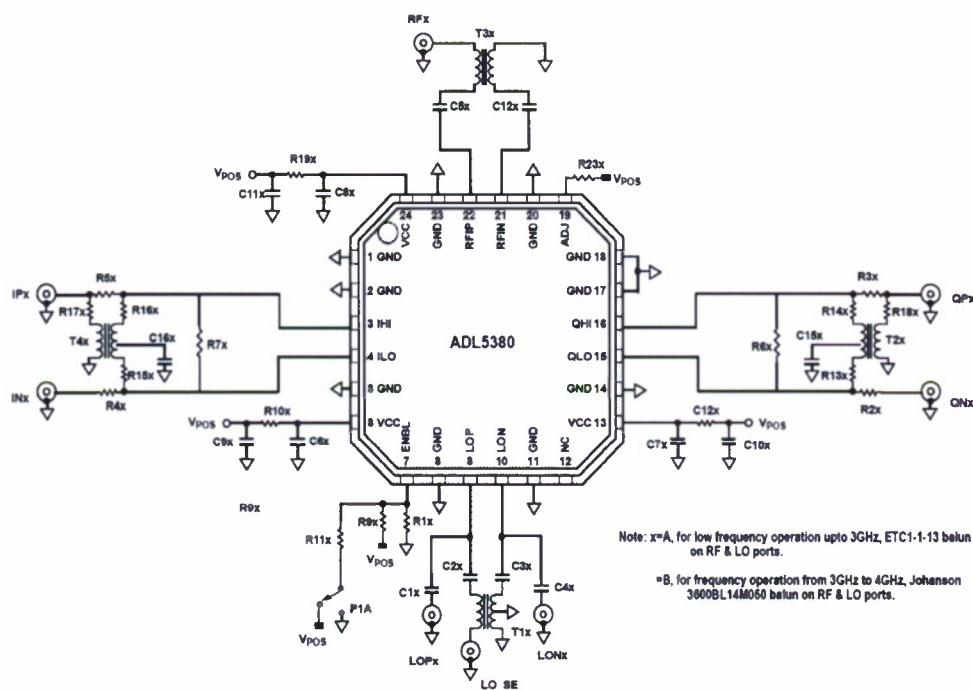 RFx
T3x
C8x
C12x
R19x
VPOS
C11x
C8x
R23x
VPOS
24
23
22
21
20
19
VCC
GND
RFIP
RFIN
GND
ADJ
1 GND
2 GND
3 IHI
4 ILO
5 GND
6 VCC
GND 18
GND 17
QHI 16
QLO 15
GND 14
VCC 13
ADL5380
IPx
R5x
R17x
R16x
T4x
C16x
R7x
R15x
INx
R4x
R3x
QPx
R14x
R18x
C15x
T2x
R6x
R13x
QNx
R2x
VPOS
R10x
C9x
C6x
C12x
VPOS
C7x
C10x
ENBL
GND
LOP
LON
GND
NC
7
8
9
10
11
12
R9x
R11x
R9x
R1x
VPOS
P1A
VPOS
C2x
C3x
C1x
C4x
T1x
LOPx
LONx
LO SE
Note: x=A, for low frequency operation upto 3GHz, ETC1-1-13 balun
on RF & LO ports.
=B, for frequency operation from 3GHz to 4GHz, Johanson
3600BL14M050 balun on RF & LO ports.